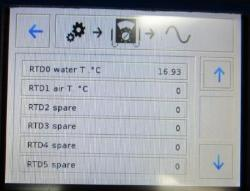 RTD0 water T °C 16.93
RTD1 air T °C 0
RTD2 spare 0
RTD3 spare 0
RTD4 spare 0
RTD5 spare 0